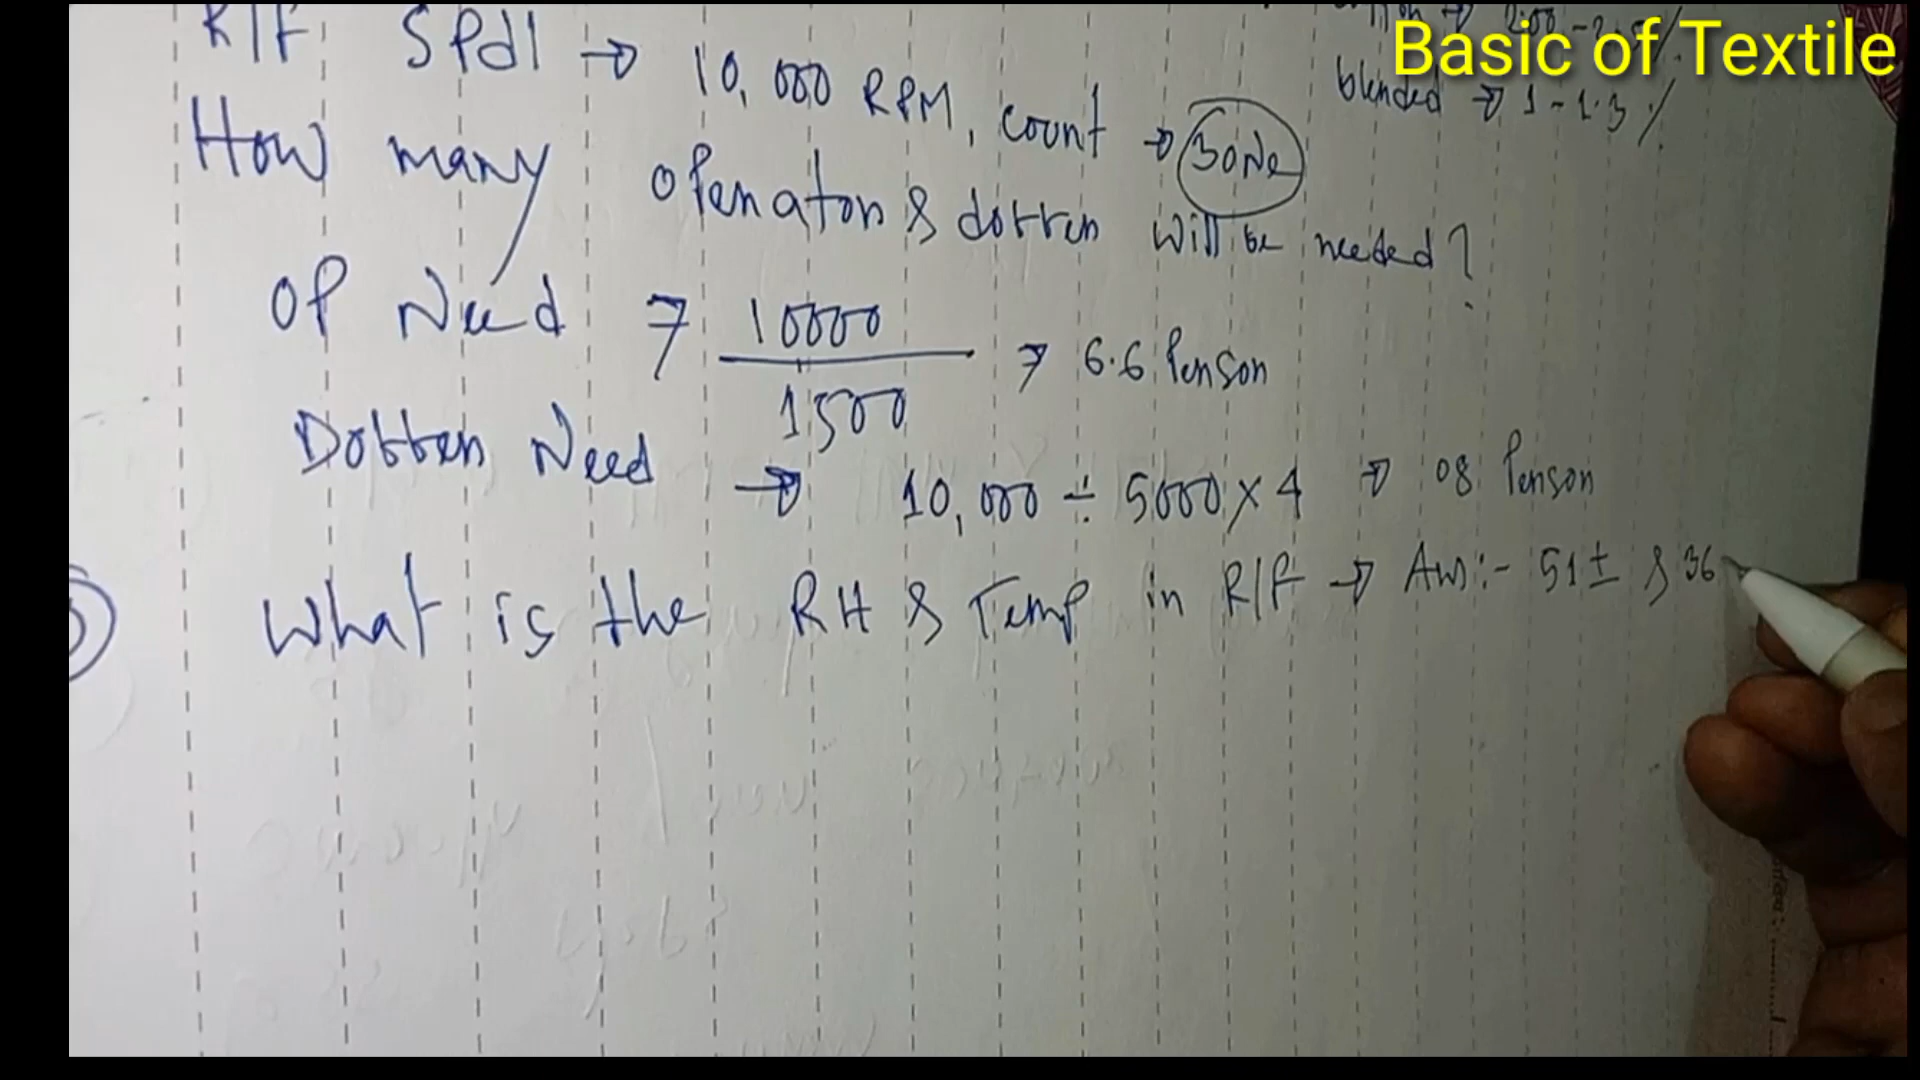 Basic of Textile
R/F Spdl → 10,000 RPM, count → 30Ne
blended → 1-1.3%
How many operator & doffer will be needed?
OP Need → 10000 / 1500 → 6.6 Person
Doffer Need → 10,000 ÷ 5000 x 4 → 08 Person
What is the RH & Temp in R/F → Ans:- 51± & 36